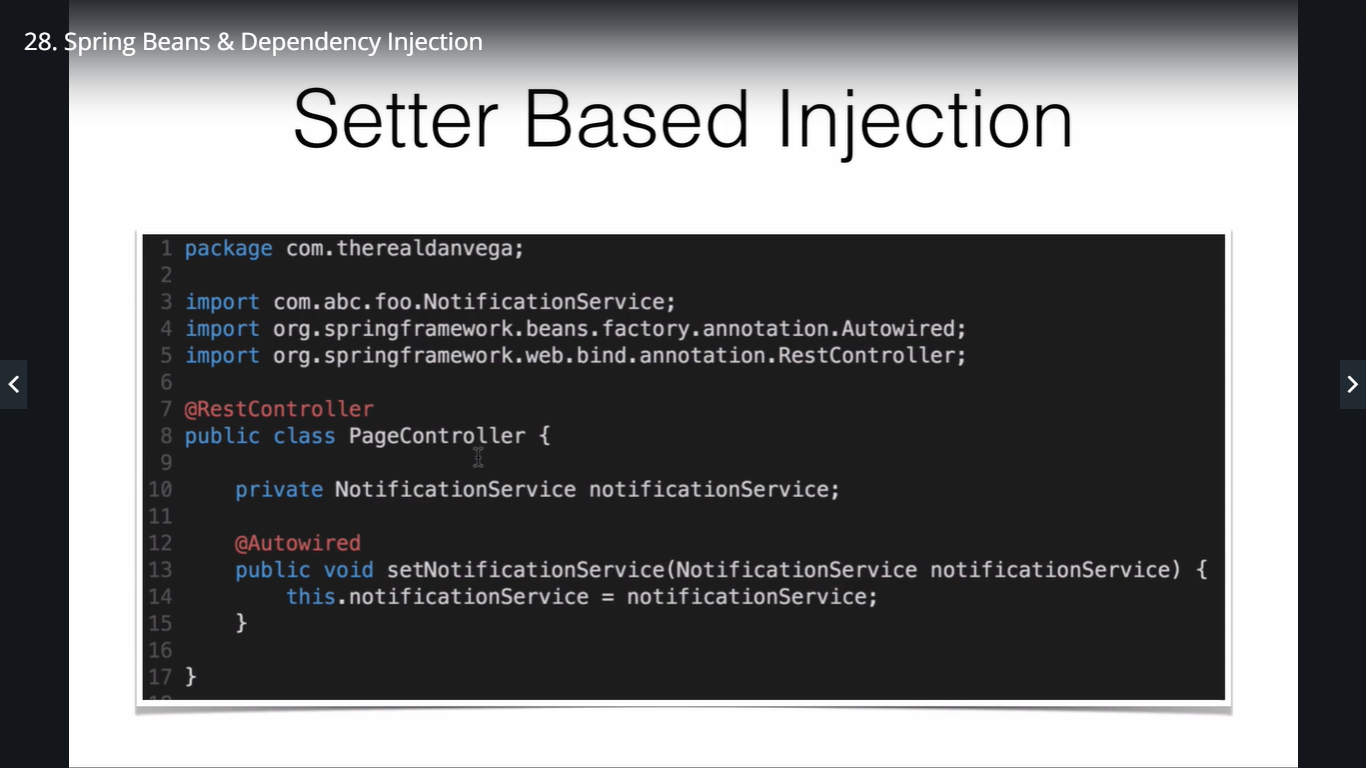 28. Spring Beans & Dependency Injection
Setter Based Injection
1 package com.therealdanvega;
2
3 import com.abc.foo.NotificationService;
4 import org.springframework.beans.factory.annotation.Autowired;
5 import org.springframework.web.bind.annotation.RestController;
6
7 @RestController
8 public class PageController {
9
10     private NotificationService notificationService;
11
12     @Autowired
13     public void setNotificationService(NotificationService notificationService) {
14         this.notificationService = notificationService;
15     }
16
17 }